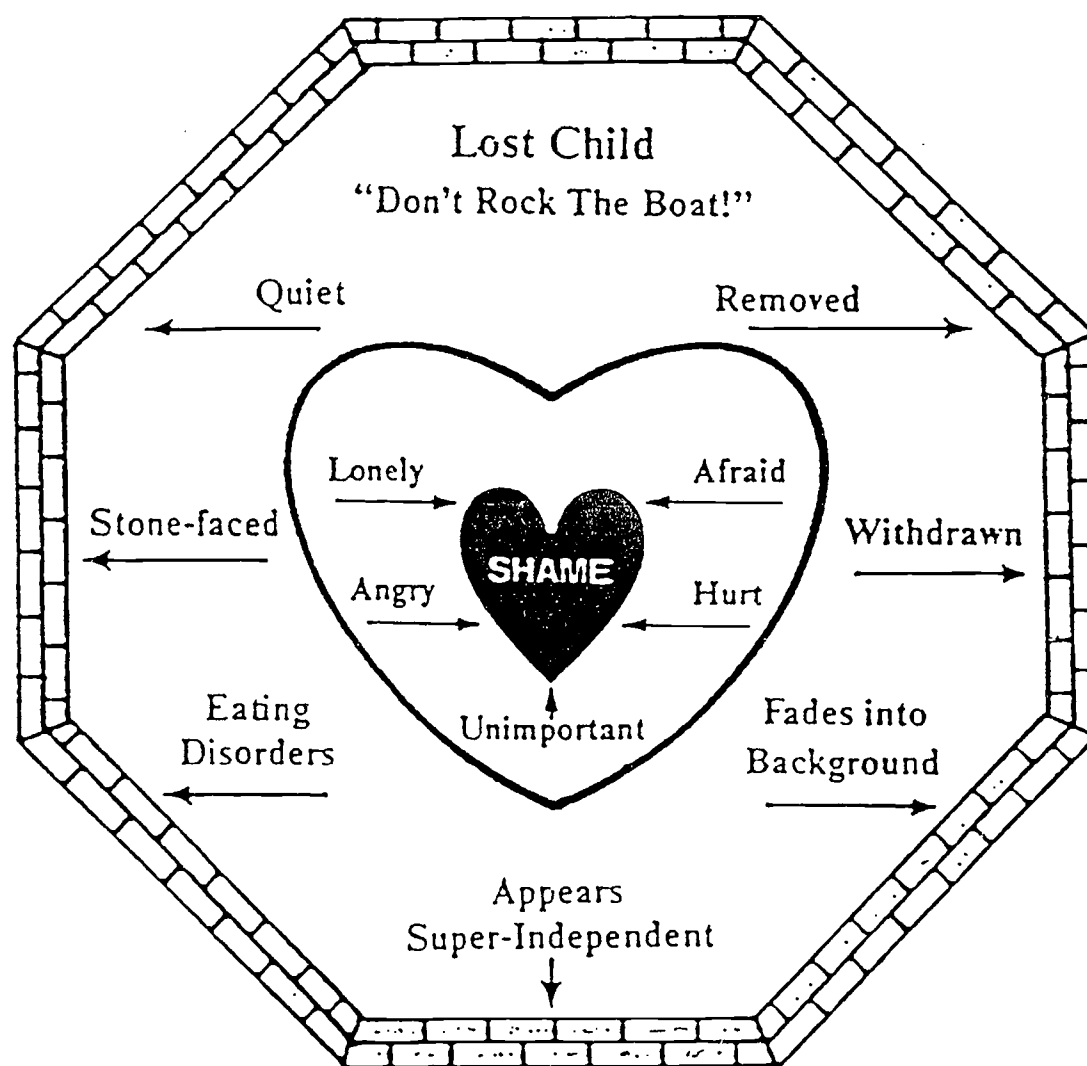 Lost Child
“Don't Rock The Boat!”
Quiet
Removed
Lonely
Afraid
Stone-faced
SHAME
Withdrawn
Angry
Hurt
Eating
Disorders
Unimportant
Fades into
Background
Appears
Super-Independent